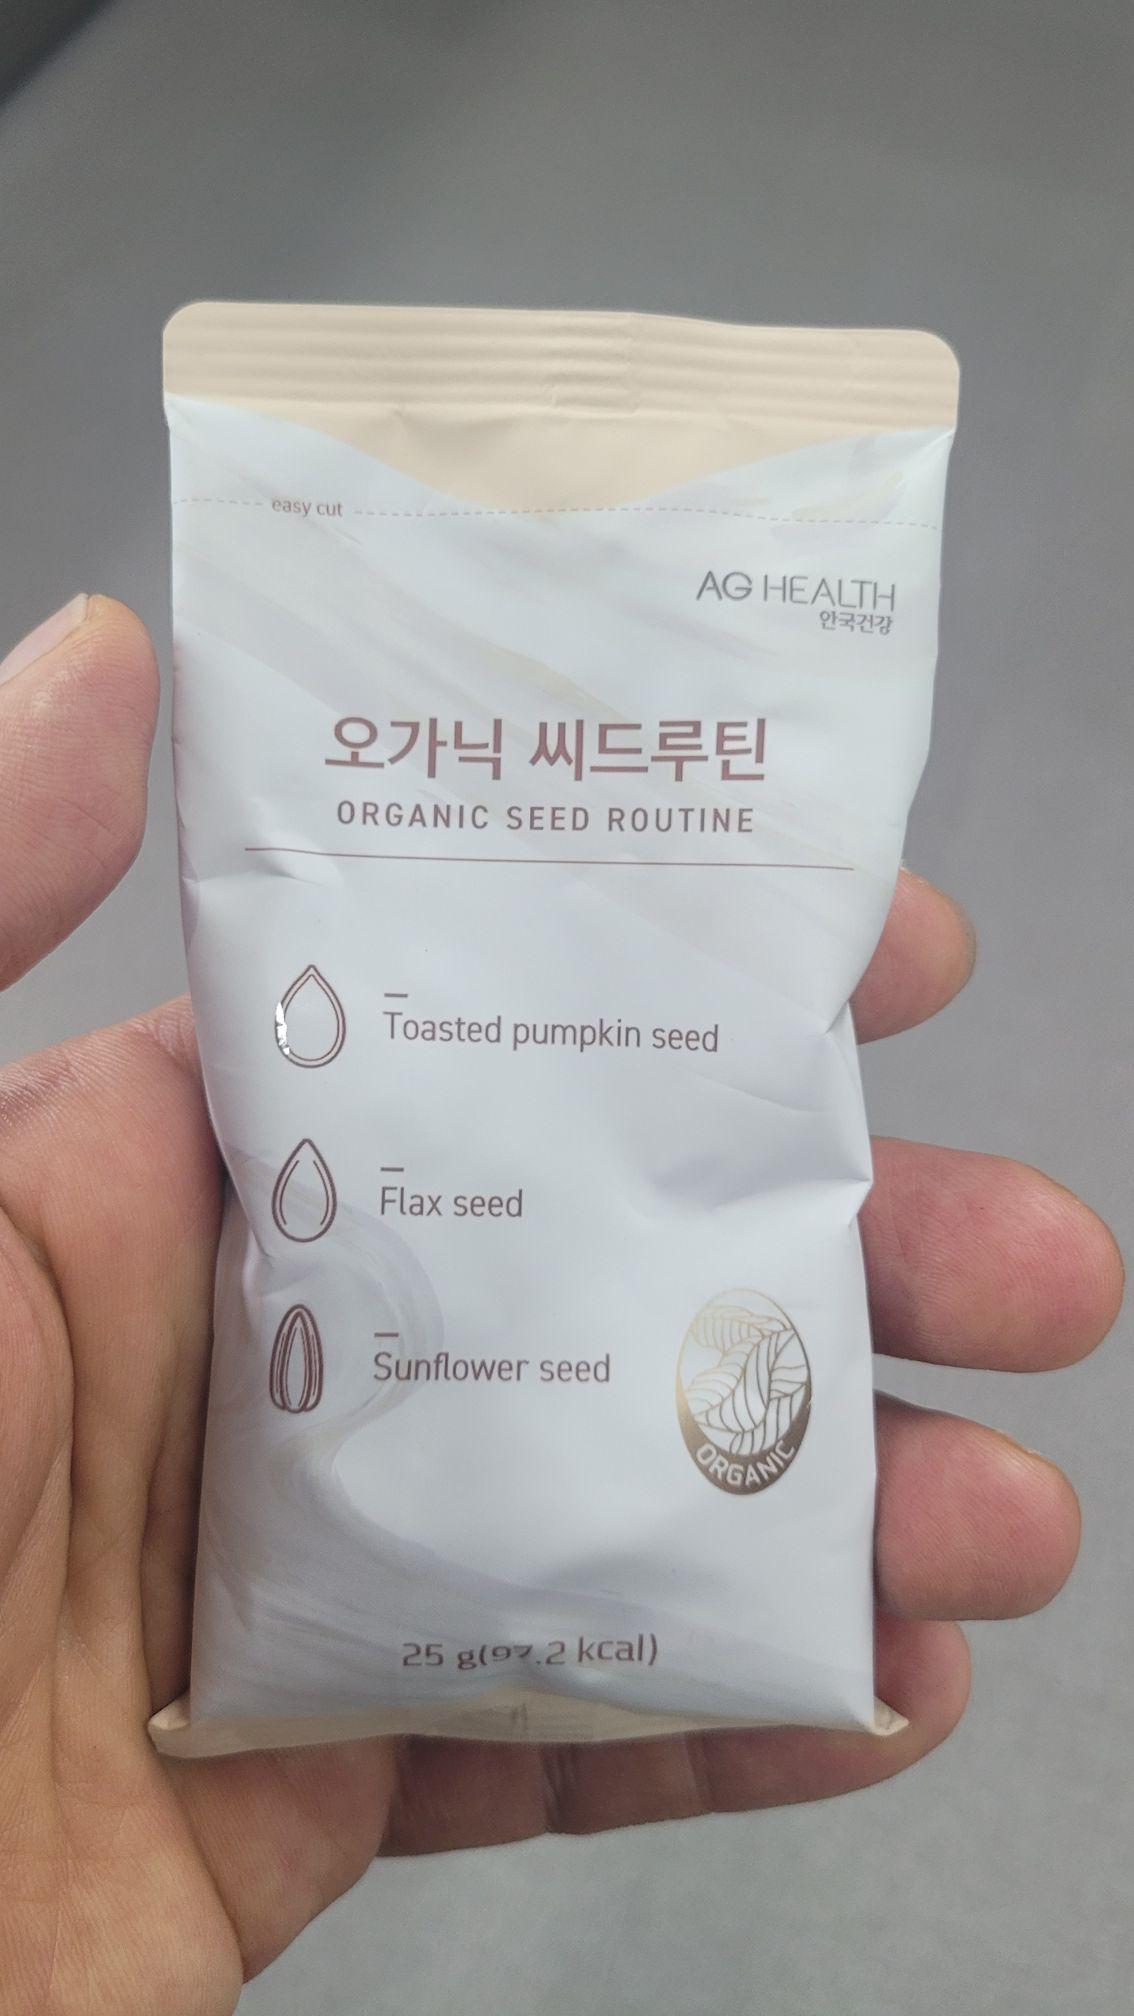 easy cut
AG HEALTH
안국건강
오가닉 씨드루틴
ORGANIC SEED ROUTINE
Toasted pumpkin seed
Flax seed
Sunflower seed
ORGANIC
25 g(97.2 kcal)